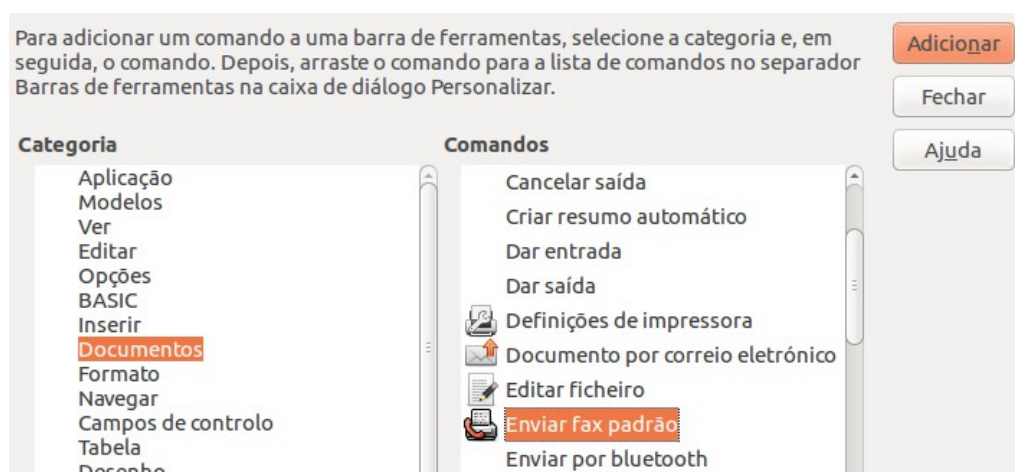 Para adicionar um comando a uma barra de ferramentas, selecione a categoria e, em
seguida, o comando. Depois, arraste o comando para a lista de comandos no separador
Barras de ferramentas na caixa de diálogo Personalizar.
Adicionar
Fechar
Ajuda
Categoria
Aplicação
Modelos
Ver
Editar
Opções
BASIC
Inserir
Documentos
Formato
Navegar
Campos de controlo
Tabela
Desenho
Comandos
Cancelar saída
Criar resumo automático
Dar entrada
Dar saída
Definições de impressora
Documento por correio eletrónico
Editar ficheiro
Enviar fax padrão
Enviar por bluetooth